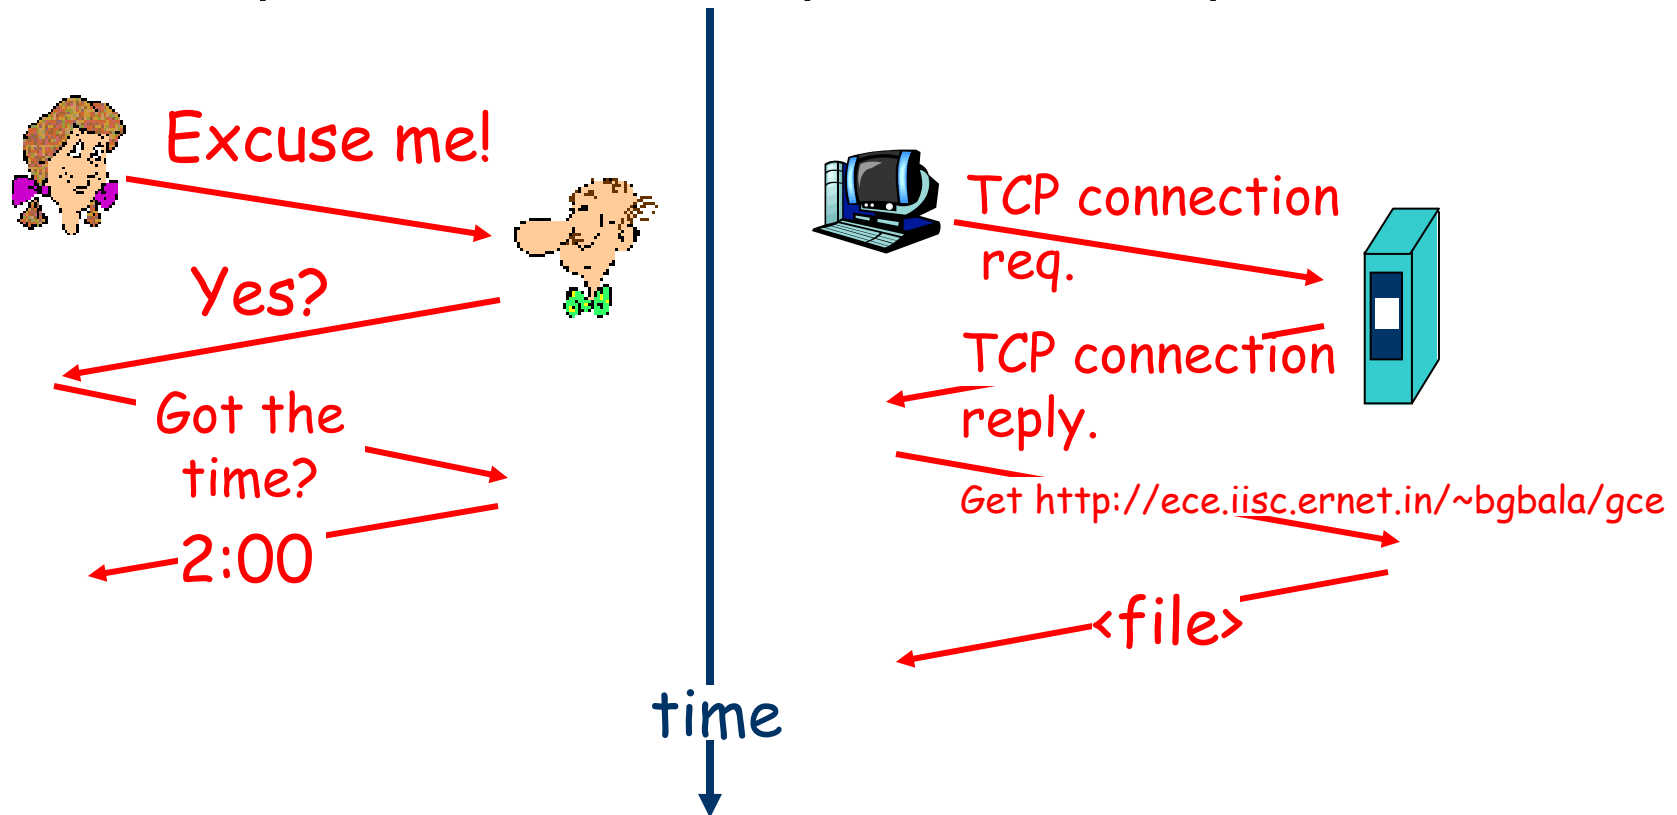 Excuse me!
Yes?
Got the
time?
2:00
TCP connection
req.
TCP connection
reply.
Get http://ece.iisc.ernet.in/~bgbala/gce
<file>
time